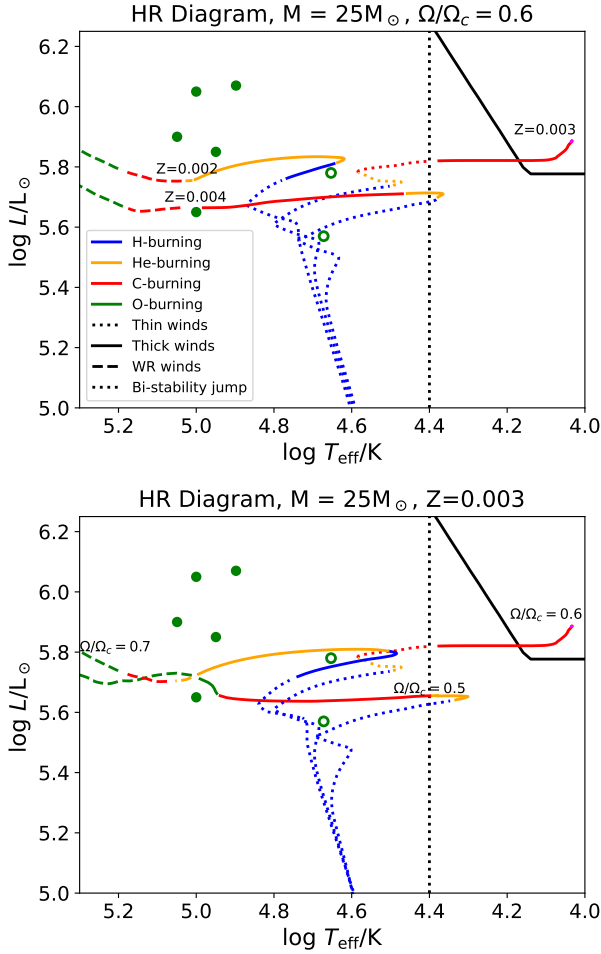 HR Diagram, M = 25M⊙, Ω/Ωc = 0.6
log L/L⊙
6.2
6.0
5.8
5.6
5.4
5.2
5.0
Z=0.003
Z=0.002
Z=0.004
H-burning
He-burning
C-burning
O-burning
Thin winds
Thick winds
WR winds
Bi-stability jump
5.2 5.0 4.8 4.6 4.4 4.2 4.0
log Teff/K
HR Diagram, M = 25M⊙, Z=0.003
log L/L⊙
6.2
6.0
5.8
5.6
5.4
5.2
5.0
Ω/Ωc = 0.6
Ω/Ωc = 0.7
Ω/Ωc = 0.5
5.2 5.0 4.8 4.6 4.4 4.2 4.0
log Teff/K